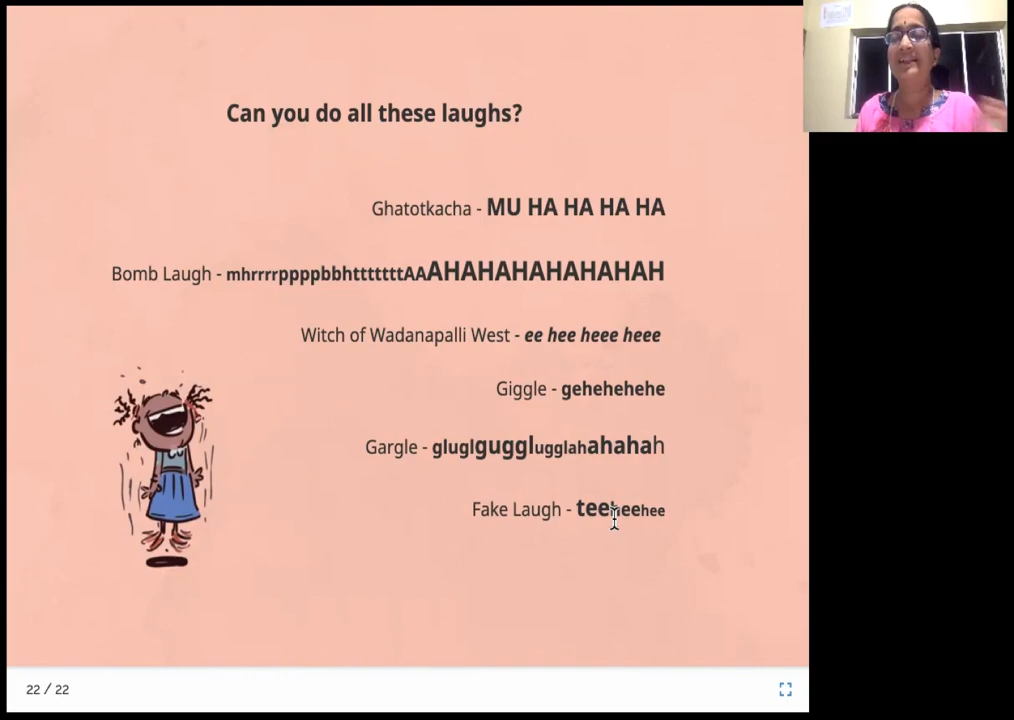 Can you do all these laughs?
Ghatotkacha - MU HA HA HA HA
Bomb Laugh - mhrrrrppppbbhtttttttAAAHAHAHAHAHAHAH
Witch of Wadanapalli West - ee hee heee heee
Giggle - gehehehehe
Gargle - gluglgugglugglahahahah
Fake Laugh - teeheehee
22 / 22